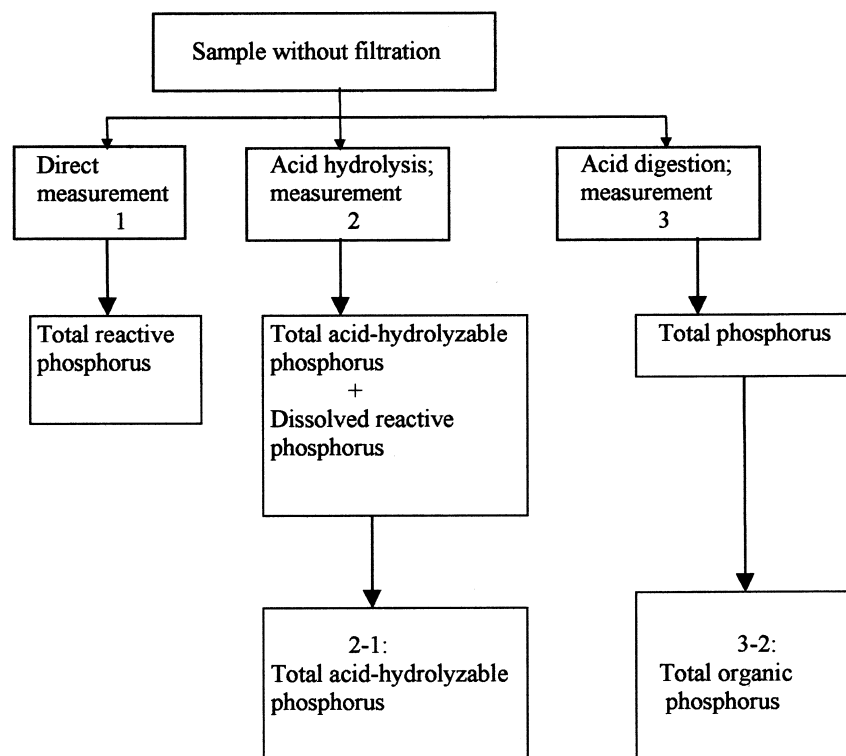 Sample without filtration
Direct
measurement
1
Acid hydrolysis;
measurement
2
Acid digestion;
measurement
3
Total reactive
phosphorus
Total acid-hydrolyzable
phosphorus
+
Dissolved reactive
phosphorus
Total phosphorus
2-1:
Total acid-hydrolyzable
phosphorus
3-2:
Total organic
phosphorus